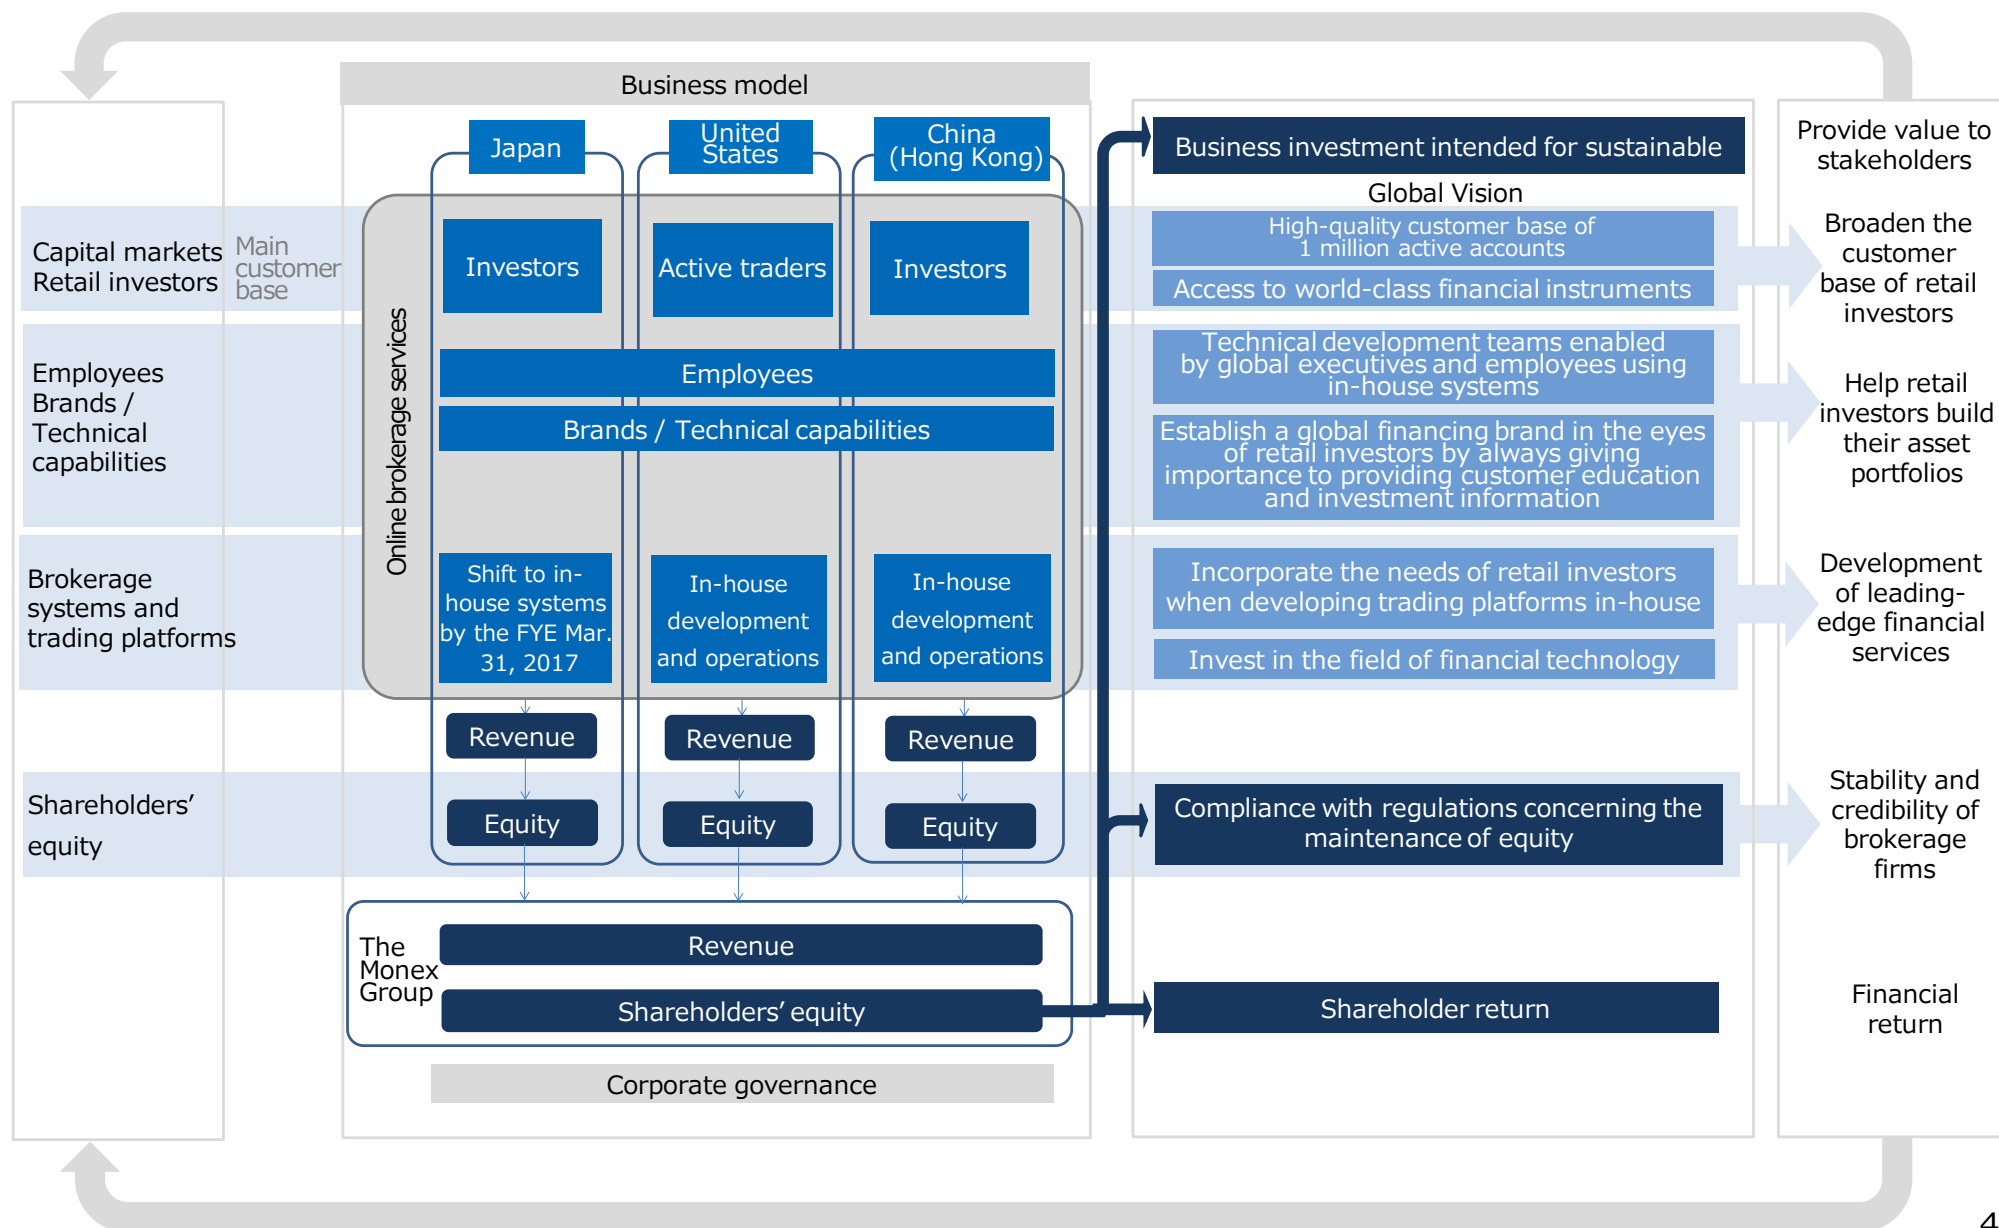 Business model
Japan
United
States
China
(Hong Kong)
Capital markets
Retail investors
Main
customer
base
Investors
Active traders
Investors
Online brokerage services
Employees
Brands /
Technical
capabilities
Employees
Brands / Technical capabilities
Brokerage
systems and
trading platforms
Shift to in-
house systems
by the FYE Mar.
31, 2017
In-house
development
and operations
In-house
development
and operations
Revenue
Revenue
Revenue
Shareholders’
equity
Equity
Equity
Equity
The
Monex
Group
Revenue
Shareholders’ equity
Corporate governance
Business investment intended for sustainable
Global Vision
High-quality customer base of
1 million active accounts
Access to world-class financial instruments
Technical development teams enabled
by global executives and employees using
in-house systems
Establish a global financing brand in the eyes
of retail investors by always giving
importance to providing customer education
and investment information
Incorporate the needs of retail investors
when developing trading platforms in-house
Invest in the field of financial technology
Compliance with regulations concerning the
maintenance of equity
Shareholder return
Provide value to
stakeholders
Broaden the
customer
base of retail
investors
Help retail
investors build
their asset
portfolios
Development
of leading-
edge financial
services
Stability and
credibility of
brokerage
firms
Financial
return
4